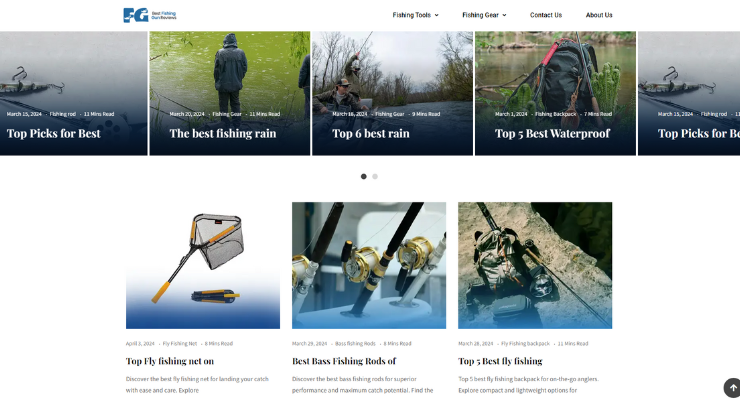 FG Best Fishing
GunReviews
Fishing Tools Fishing Gear Contact Us About Us
March 15, 2024 - Fishing rod - 11 Mins Read
Top Picks for Best
March 20, 2024 - Fishing Gear - 11 Mins Read
The best fishing rain
March 18, 2024 - Fishing Gear - 9 Mins Read
Top 6 best rain
March 1, 2024 - Fishing Backpack - 7 Mins Read
Top 5 Best Waterproof
March 15, 2024 - Fishing rod - 11
Top Picks for Be
April 3, 2024 - Fly Fishing Net - 8 Mins Read
Top Fly fishing net on
Discover the best fly fishing net for landing your catch
with ease and care. Explore
March 29, 2024 - Bass fishing Rods - 8 Mins Read
Best Bass Fishing Rods of
Discover the best bass fishing rods for superior
performance and maximum catch potential. Find the
March 28, 2024 - Fly Fishing backpack - 11 Mins Read
Top 5 Best fly fishing
Top 5 best fly fishing backpack for on-the-go anglers.
Explore compact and lightweight options for